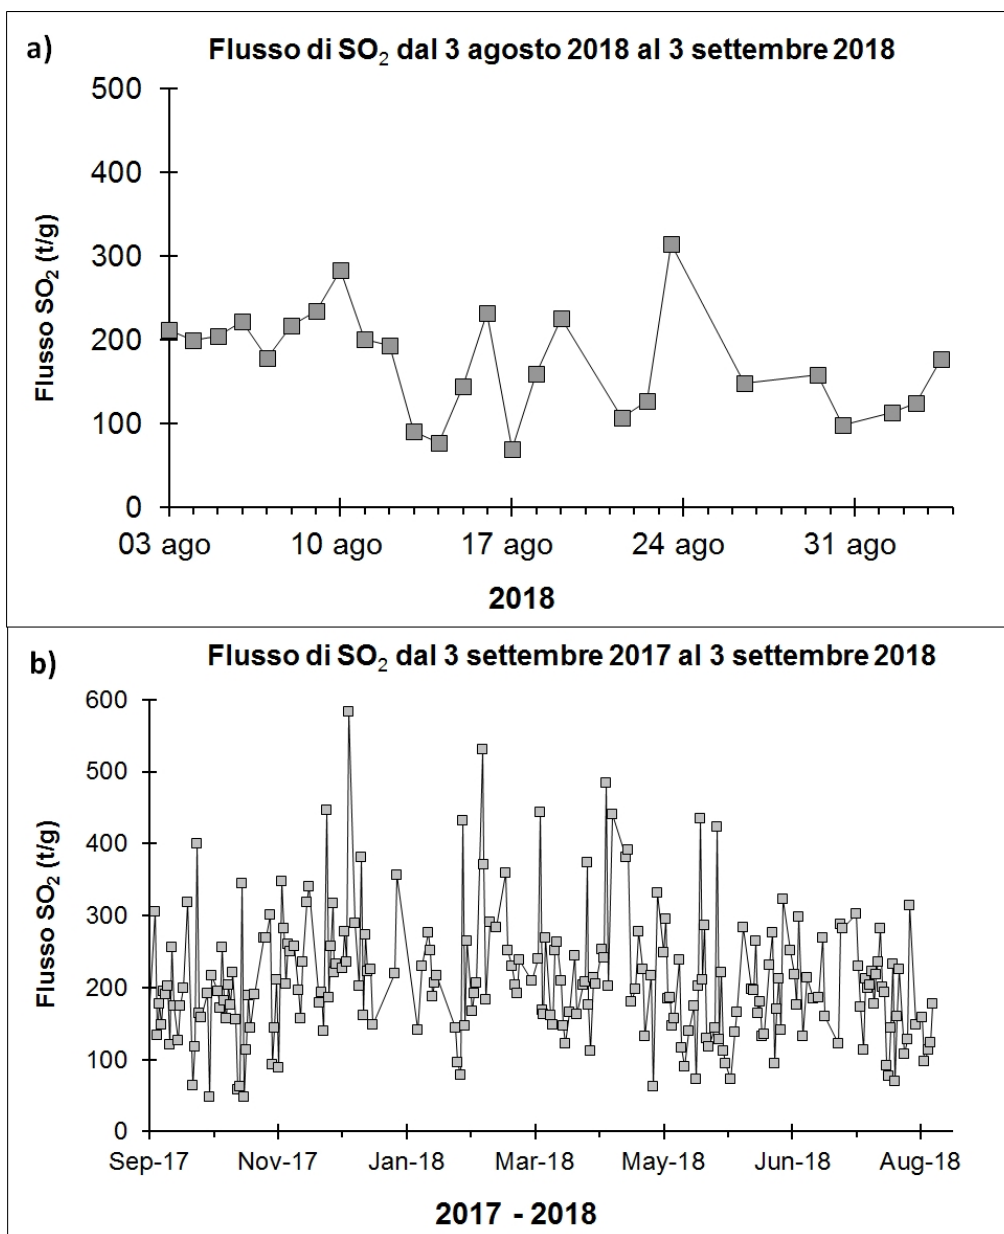 a)
Flusso di SO₂ dal 3 agosto 2018 al 3 settembre 2018
Flusso SO₂ (t/g)
500
400
300
200
100
0
03 ago 10 ago 17 ago 24 ago 31 ago
2018
b)
Flusso di SO₂ dal 3 settembre 2017 al 3 settembre 2018
Flusso SO₂ (t/g)
600
500
400
300
200
100
0
Sep-17 Nov-17 Jan-18 Mar-18 May-18 Jun-18 Aug-18
2017 - 2018